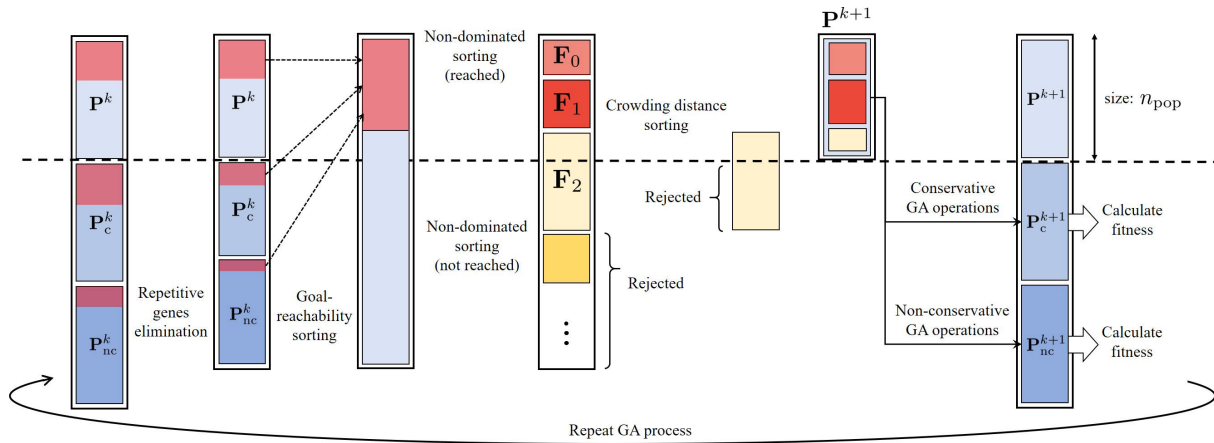 P^k
P_c^k
P_nc^k
Repetitive
genes
elimination
P^k
P_c^k
P_nc^k
Goal-
reachability
sorting
Non-dominated
sorting
(reached)
Non-dominated
sorting
(not reached)
F_0
F_1
F_2
⋮
Crowding distance
sorting
Rejected
Rejected
P^{k+1}
Conservative
GA operations
Non-conservative
GA operations
P^{k+1}
P_c^{k+1}
P_nc^{k+1}
size: n_pop
Calculate
fitness
Calculate
fitness
Repeat GA process